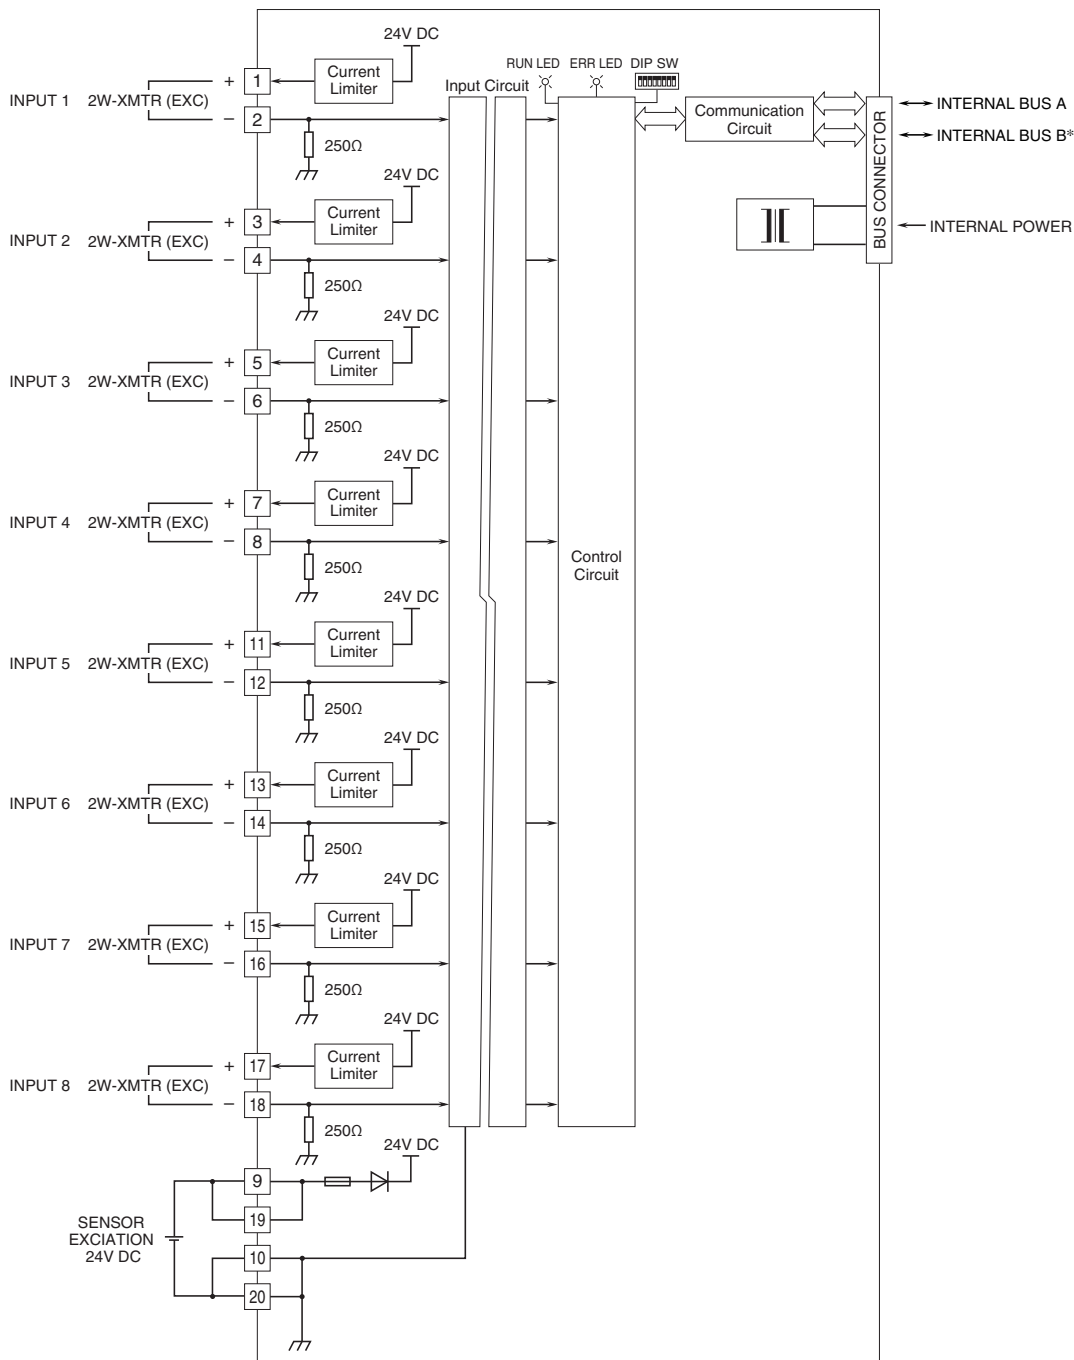 24V DC
RUN LED ERR LED DIP SW
INPUT 1 2W-XMTR (EXC) + 1 Current
Limiter
Input Circuit
− 2
250Ω
Communication
Circuit
BUS CONNECTOR
INTERNAL BUS A
INTERNAL BUS B*
INTERNAL POWER
24V DC
INPUT 2 2W-XMTR (EXC) + 3 Current
Limiter
− 4
250Ω
24V DC
INPUT 3 2W-XMTR (EXC) + 5 Current
Limiter
− 6
250Ω
24V DC
INPUT 4 2W-XMTR (EXC) + 7 Current
Limiter
− 8
250Ω
Control
Circuit
24V DC
INPUT 5 2W-XMTR (EXC) + 11 Current
Limiter
− 12
250Ω
24V DC
INPUT 6 2W-XMTR (EXC) + 13 Current
Limiter
− 14
250Ω
24V DC
INPUT 7 2W-XMTR (EXC) + 15 Current
Limiter
− 16
250Ω
24V DC
INPUT 8 2W-XMTR (EXC) + 17 Current
Limiter
− 18
250Ω
24V DC
9
19
SENSOR
EXCIATION
24V DC
10
20